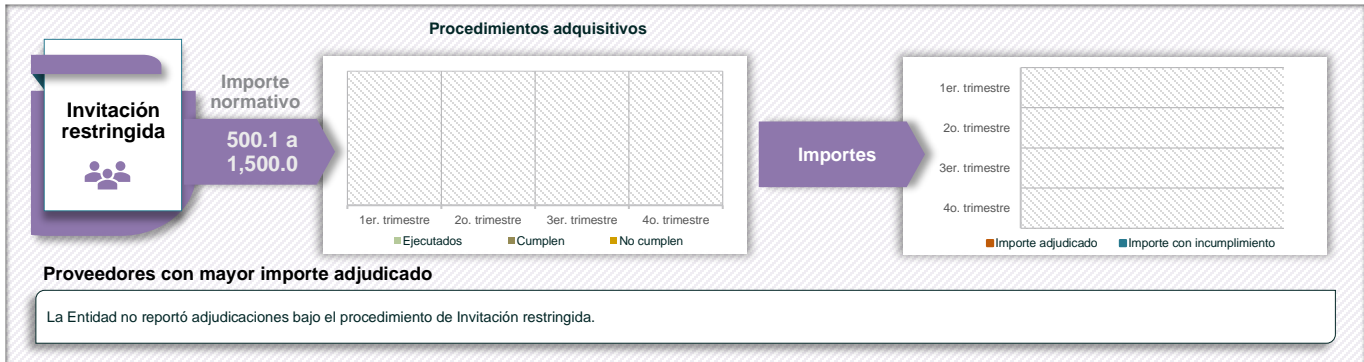 Procedimientos adquisitivos
Invitación
restringida
Importe
normativo
500.1 a
1,500.0
1er. trimestre
2o. trimestre
3er. trimestre
4o. trimestre
Ejecutados
Cumplen
No cumplen
Importes
1er. trimestre
2o. trimestre
3er. trimestre
4o. trimestre
Importe adjudicado
Importe con incumplimiento
Proveedores con mayor importe adjudicado
La Entidad no reportó adjudicaciones bajo el procedimiento de Invitación restringida.